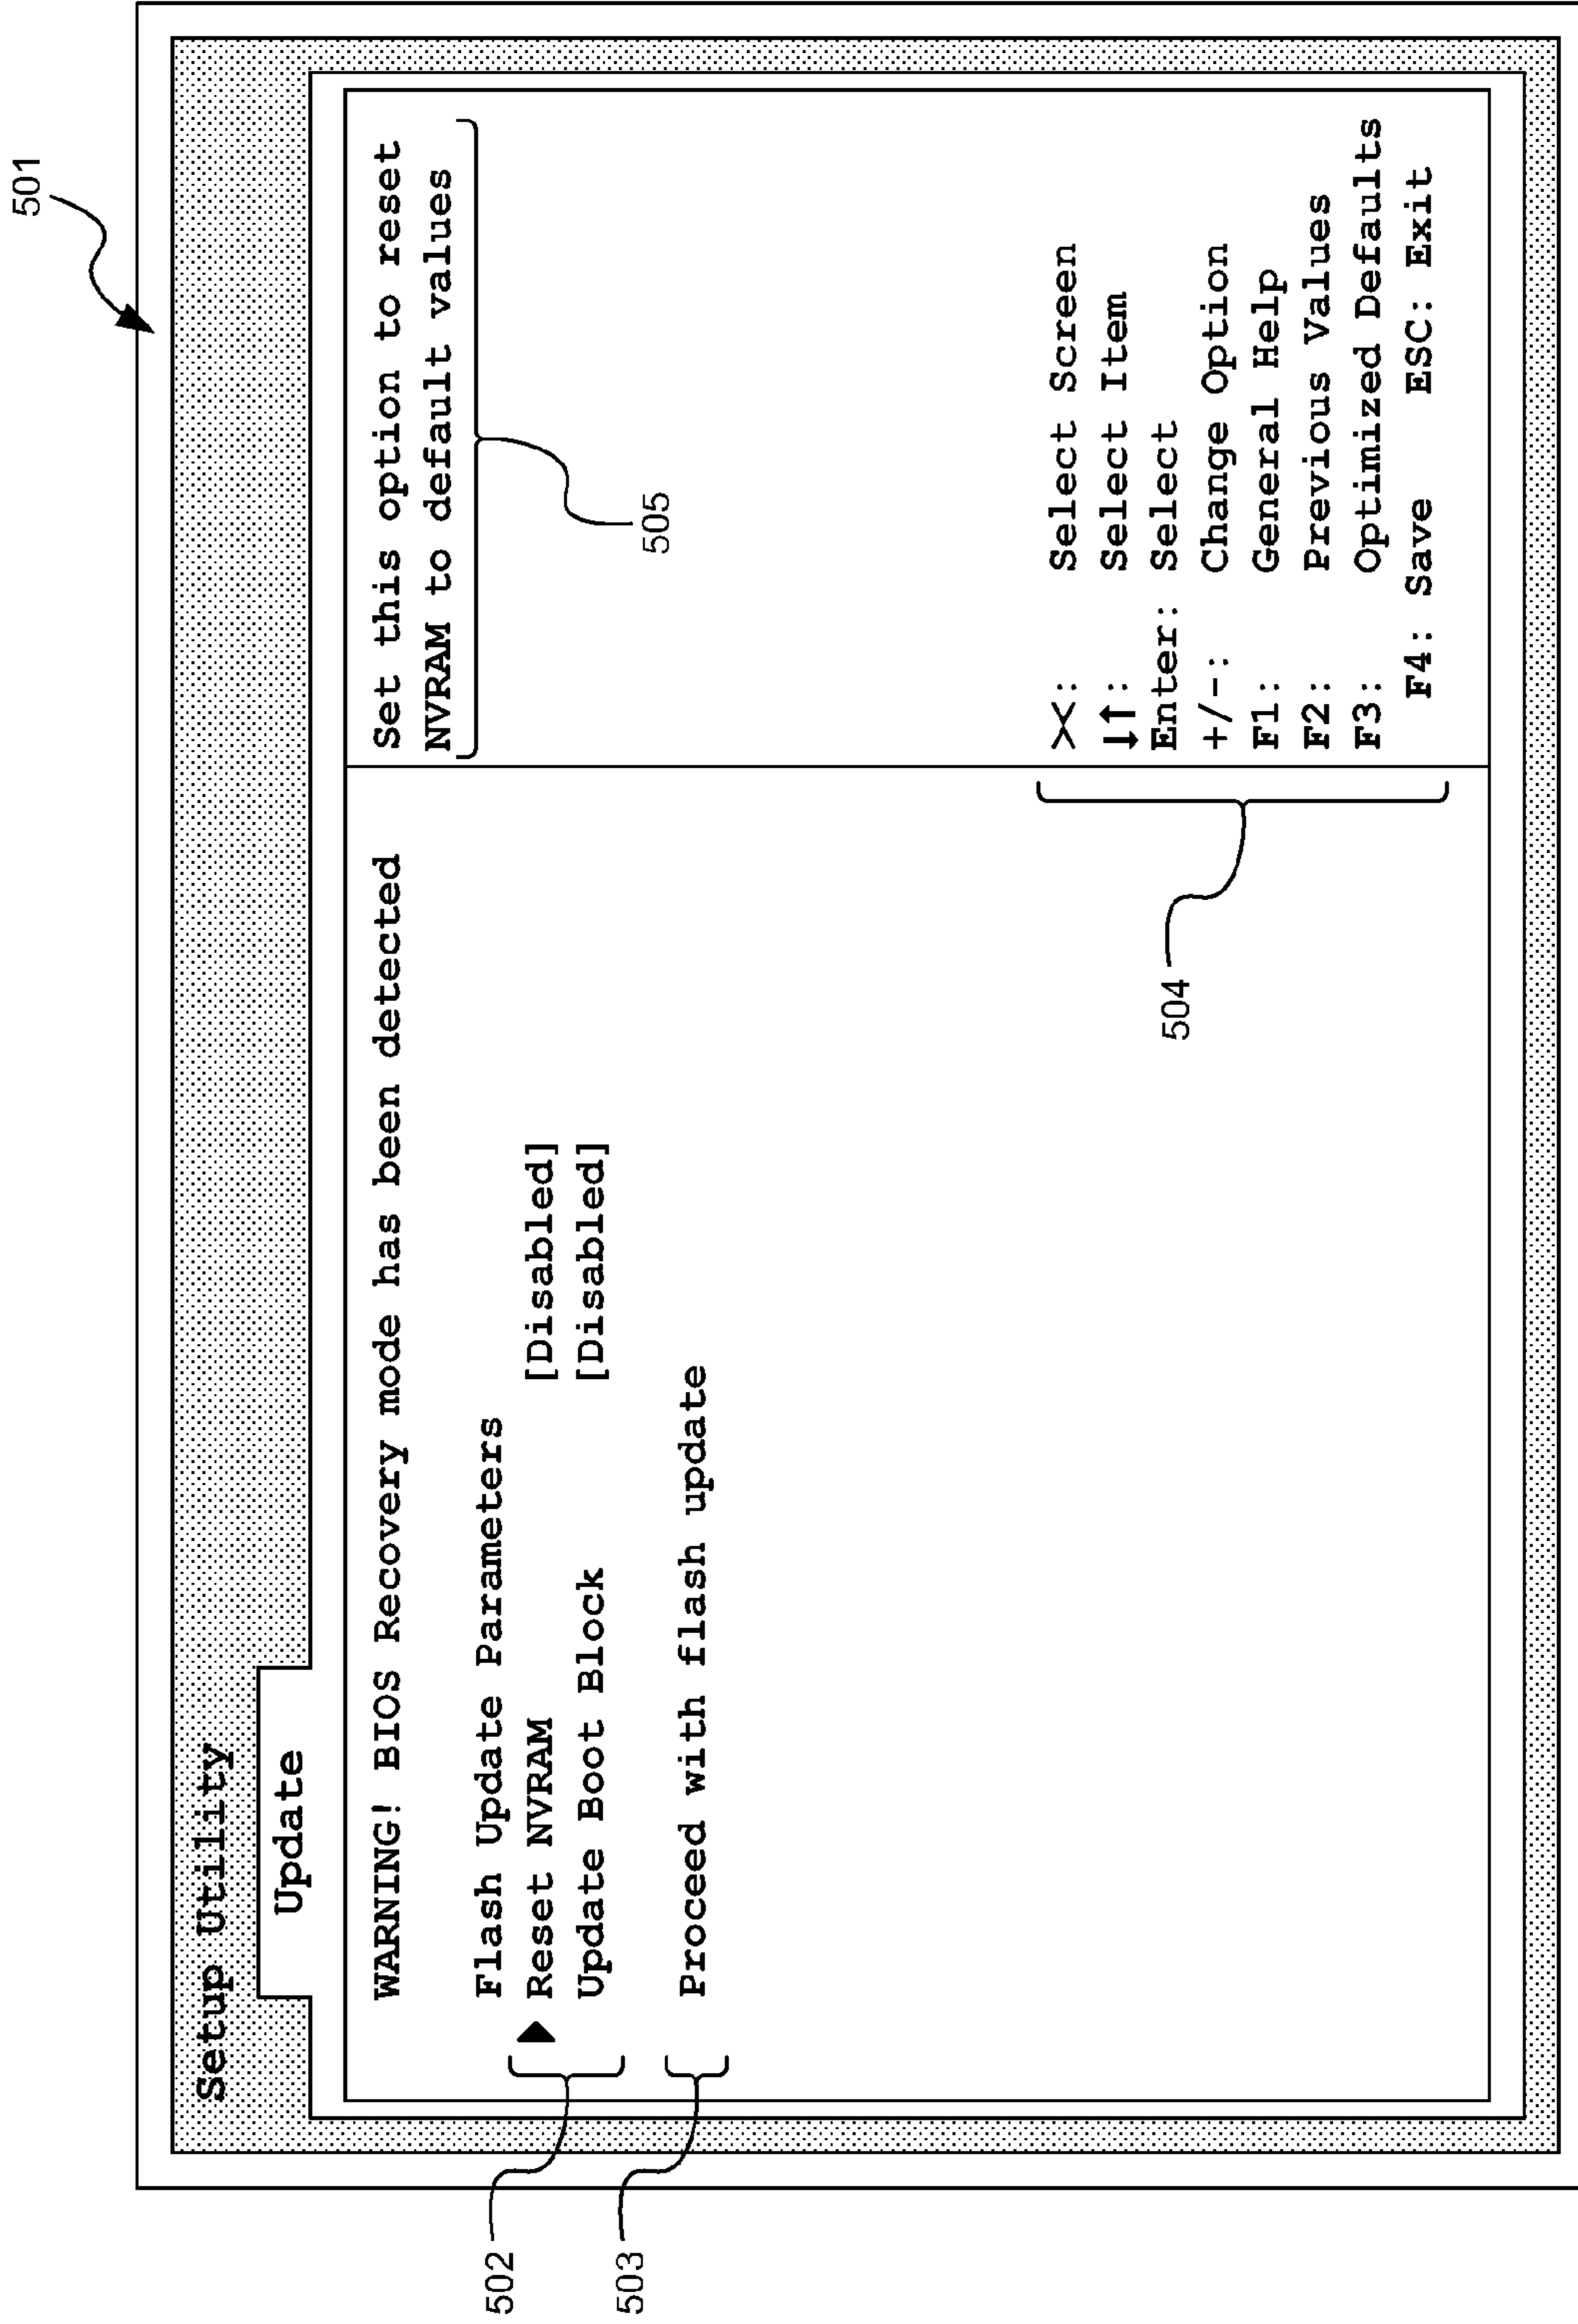 501
Setup Utility
Update
WARNING! BIOS Recovery mode has been detected
Flash Update Parameters
▶ Reset NVRAM [Disabled]
Update Boot Block [Disabled]
Proceed with flash update
502
503
Set this option to reset
NVRAM to default values
505
><: Select Screen
↓↑: Select Item
Enter: Select
+/-: Change Option
F1: General Help
F2: Previous Values
F3: Optimized Defaults
F4: Save ESC: Exit
504